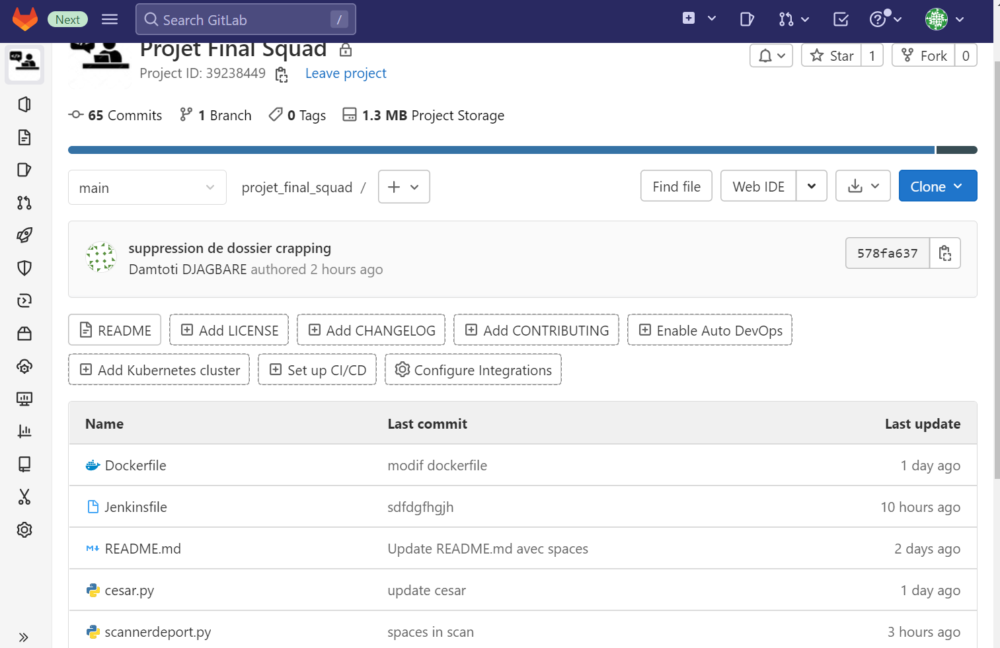 Next Search GitLab /
Projet Final Squad
Project ID: 39238449 Leave project
Star 1 Fork 0
65 Commits 1 Branch 0 Tags 1.3 MB Project Storage
main projet_final_squad / Find file Web IDE Clone
suppression de dossier crapping
Damtoti DJAGBARE authored 2 hours ago
578fa637
README Add LICENSE Add CHANGELOG Add CONTRIBUTING Enable Auto DevOps
Add Kubernetes cluster Set up CI/CD Configure Integrations
Name Last commit Last update
Dockerfile modif dockerfile 1 day ago
Jenkinsfile sdfdgfhgjh 10 hours ago
README.md Update README.md avec spaces 2 days ago
cesar.py update cesar 1 day ago
scannerdeport.py spaces in scan 3 hours ago